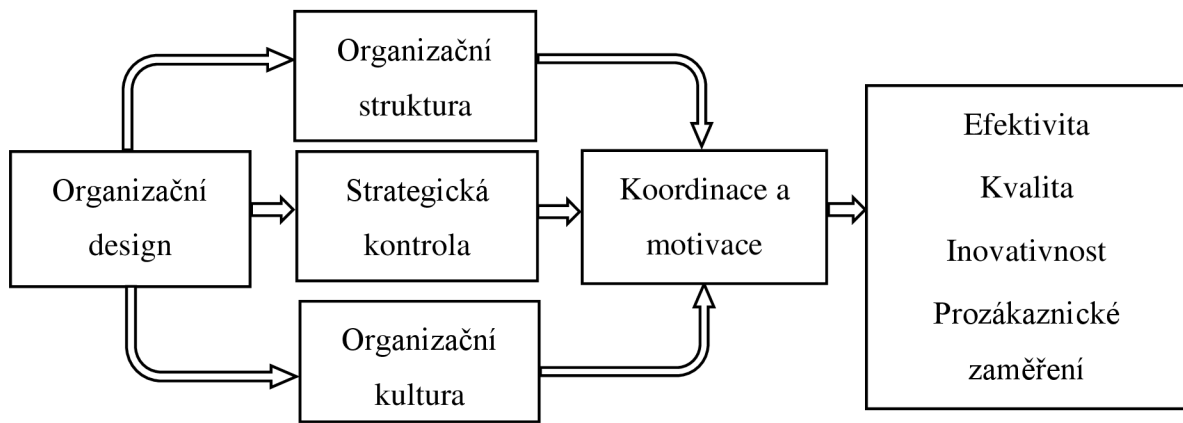 Organizační
design
Organizační
struktura
Strategická
kontrola
Organizační
kultura
Koordinace a
motivace
Efektivita
Kvalita
Inovativnost
Prozákaznické
zaměření